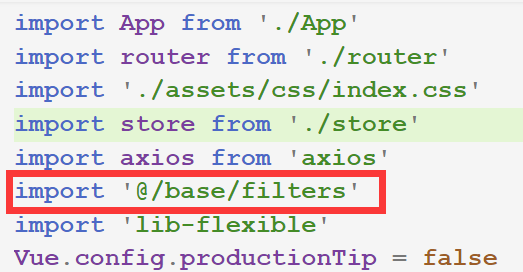 import App from './App'
import router from './router'
import './assets/css/index.css'
import store from './store'
import axios from 'axios'
import '@/base/filters'
import 'lib-flexible'
Vue.config.productionTip = false